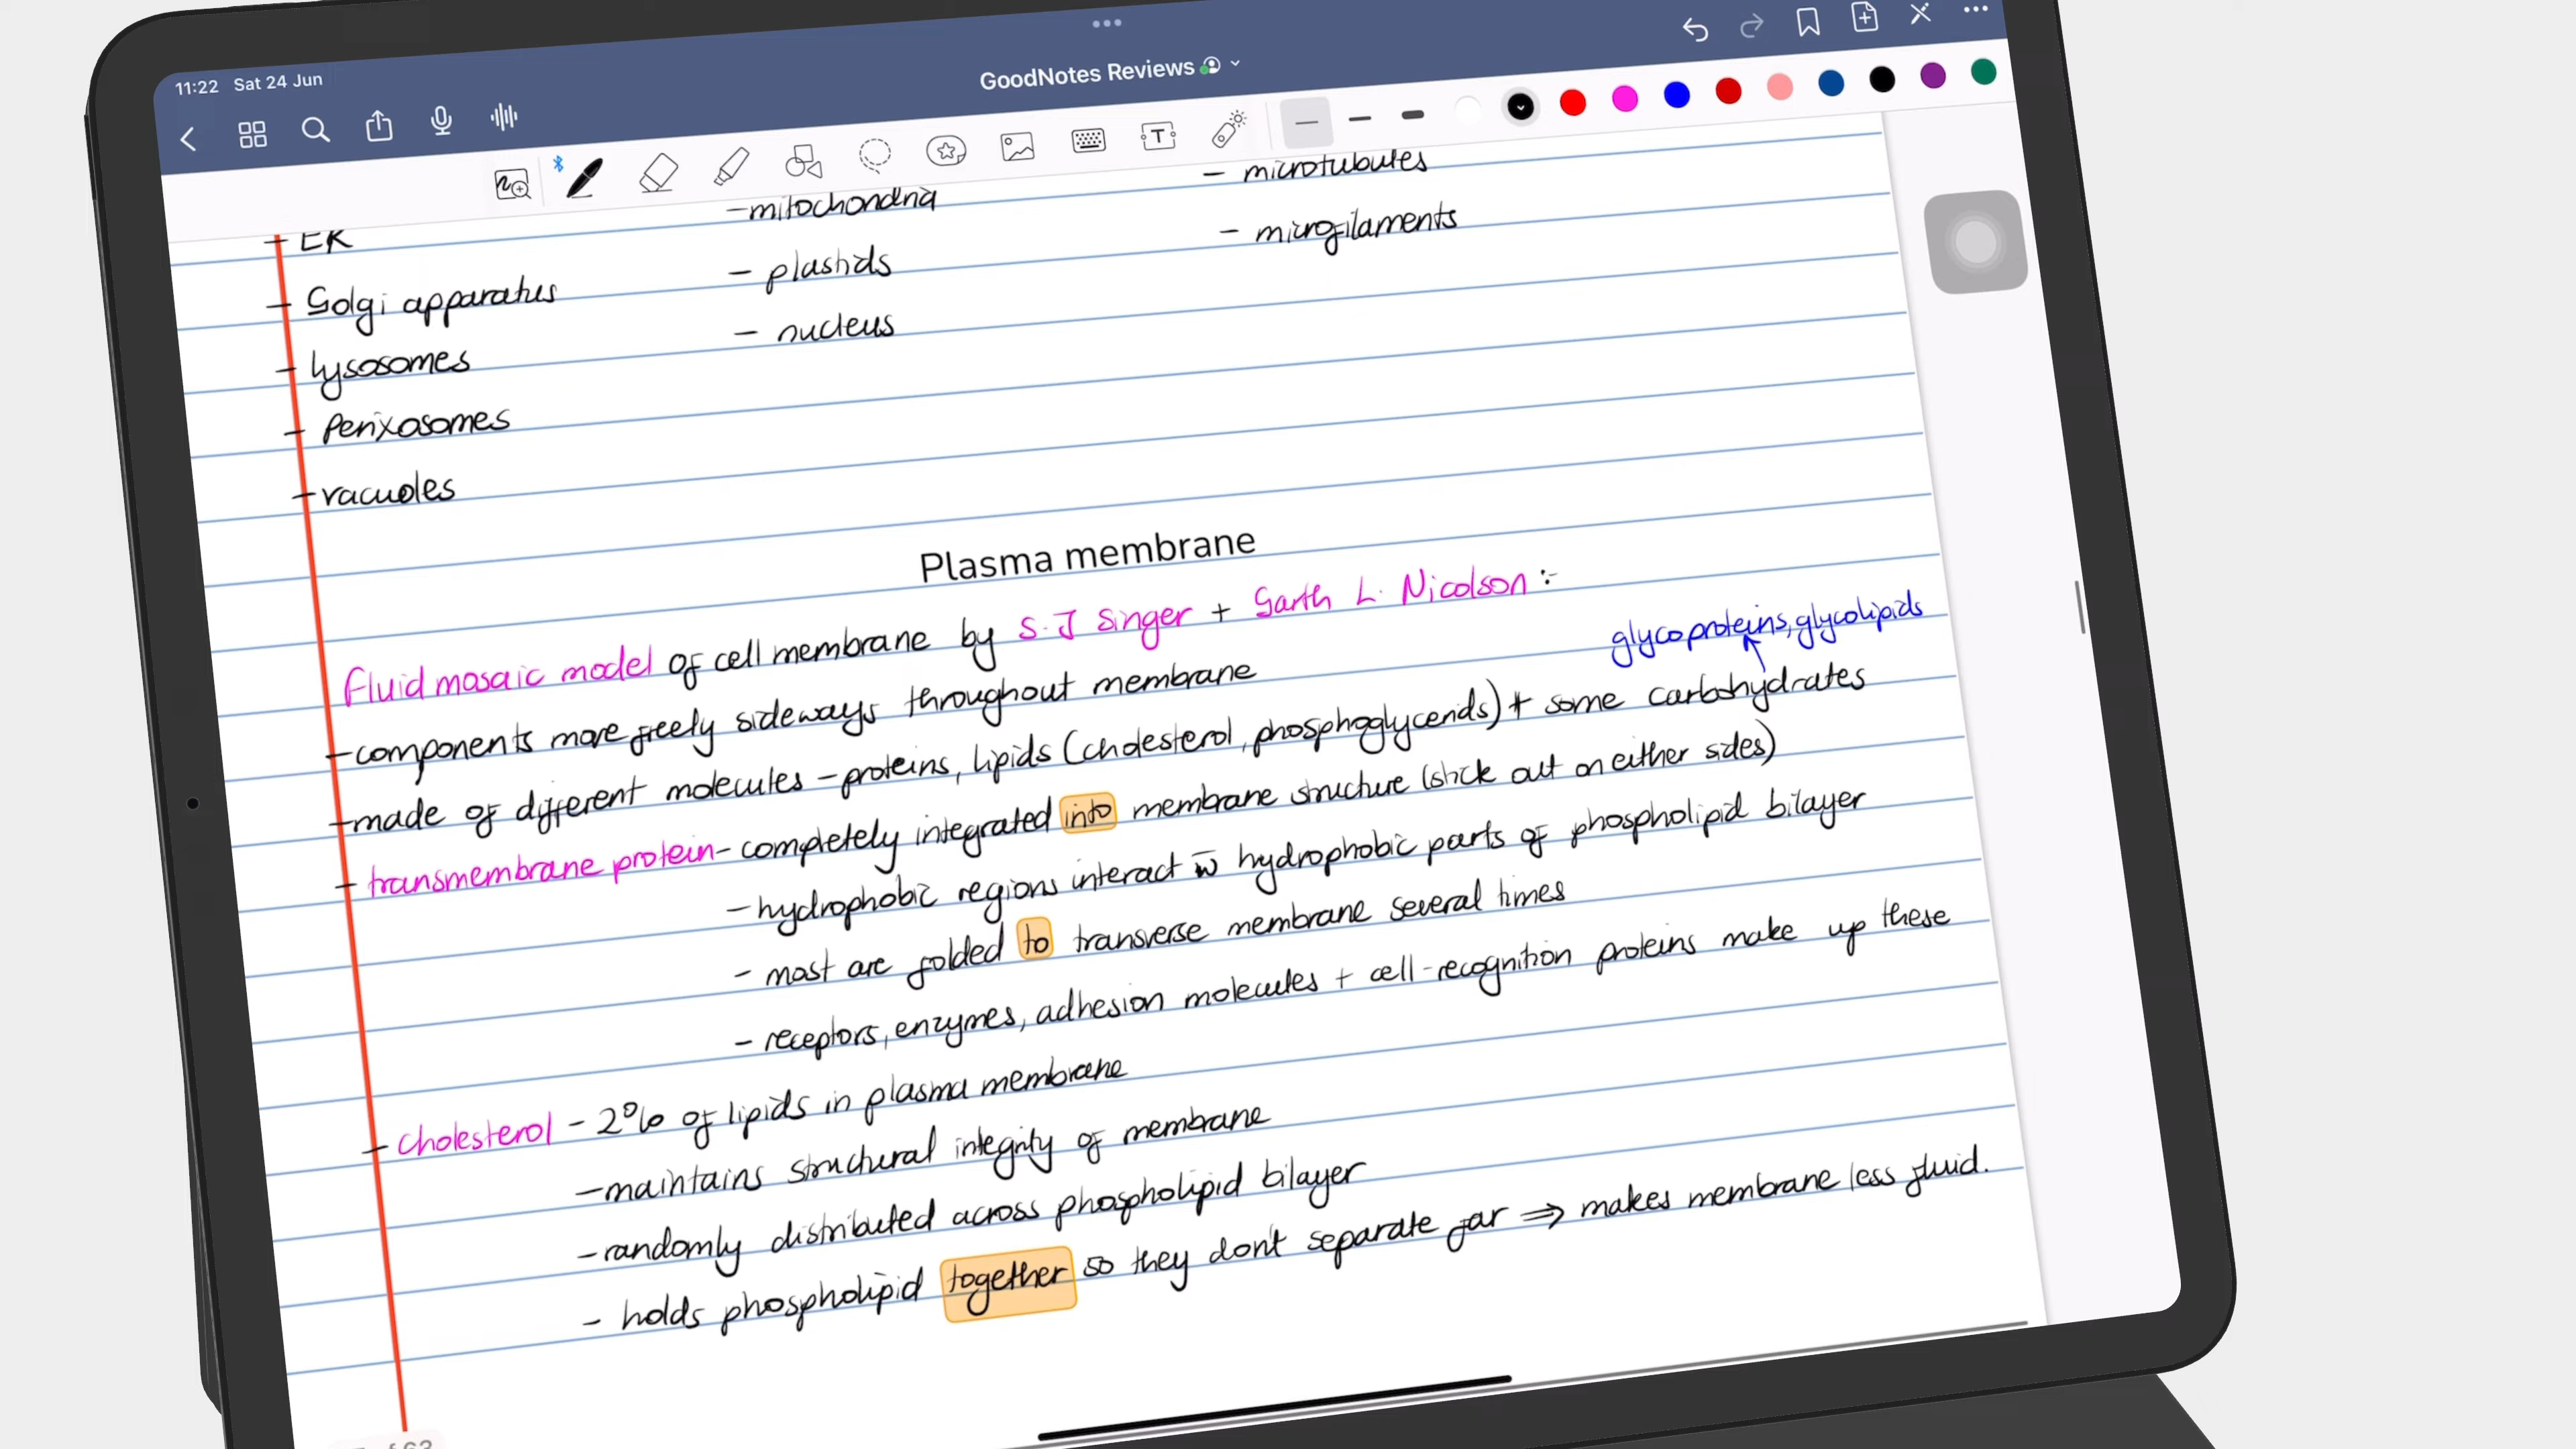 11:22 Sat 24 Jun
GoodNotes Reviews
T
- ER
- mitochondria
- microtubules
- Golgi apparatus
- plastids
- microfilaments
- lysosomes
- nucleus
- Perixosomes
- vacuoles
Plasma membrane
glycoproteins, glycolipids
fluid mosaic model of cell membrane by S.J Singer + Garth L. Nicolson :-
- components move freely sideways throughout membrane
- made of different molecules - proteins, lipids (cholesterol, phosphoglycerids) + some carbohydrates
- transmembrane protein - completely integrated into membrane structure (stick out on either sides)
- hydrophobic regions interact w̅ hydrophobic parts of phospholipid bilayer
- most are folded to transverse membrane several times
- receptors, enzymes, adhesion molecules + cell-recognition proteins make up these
- cholesterol - 2% of lipids in plasma membrane
- maintains structural integrity of membrane
- randomly distributed across phospholipid bilayer
- holds phospholipid together so they don't separate far ⇒ makes membrane less fluid.